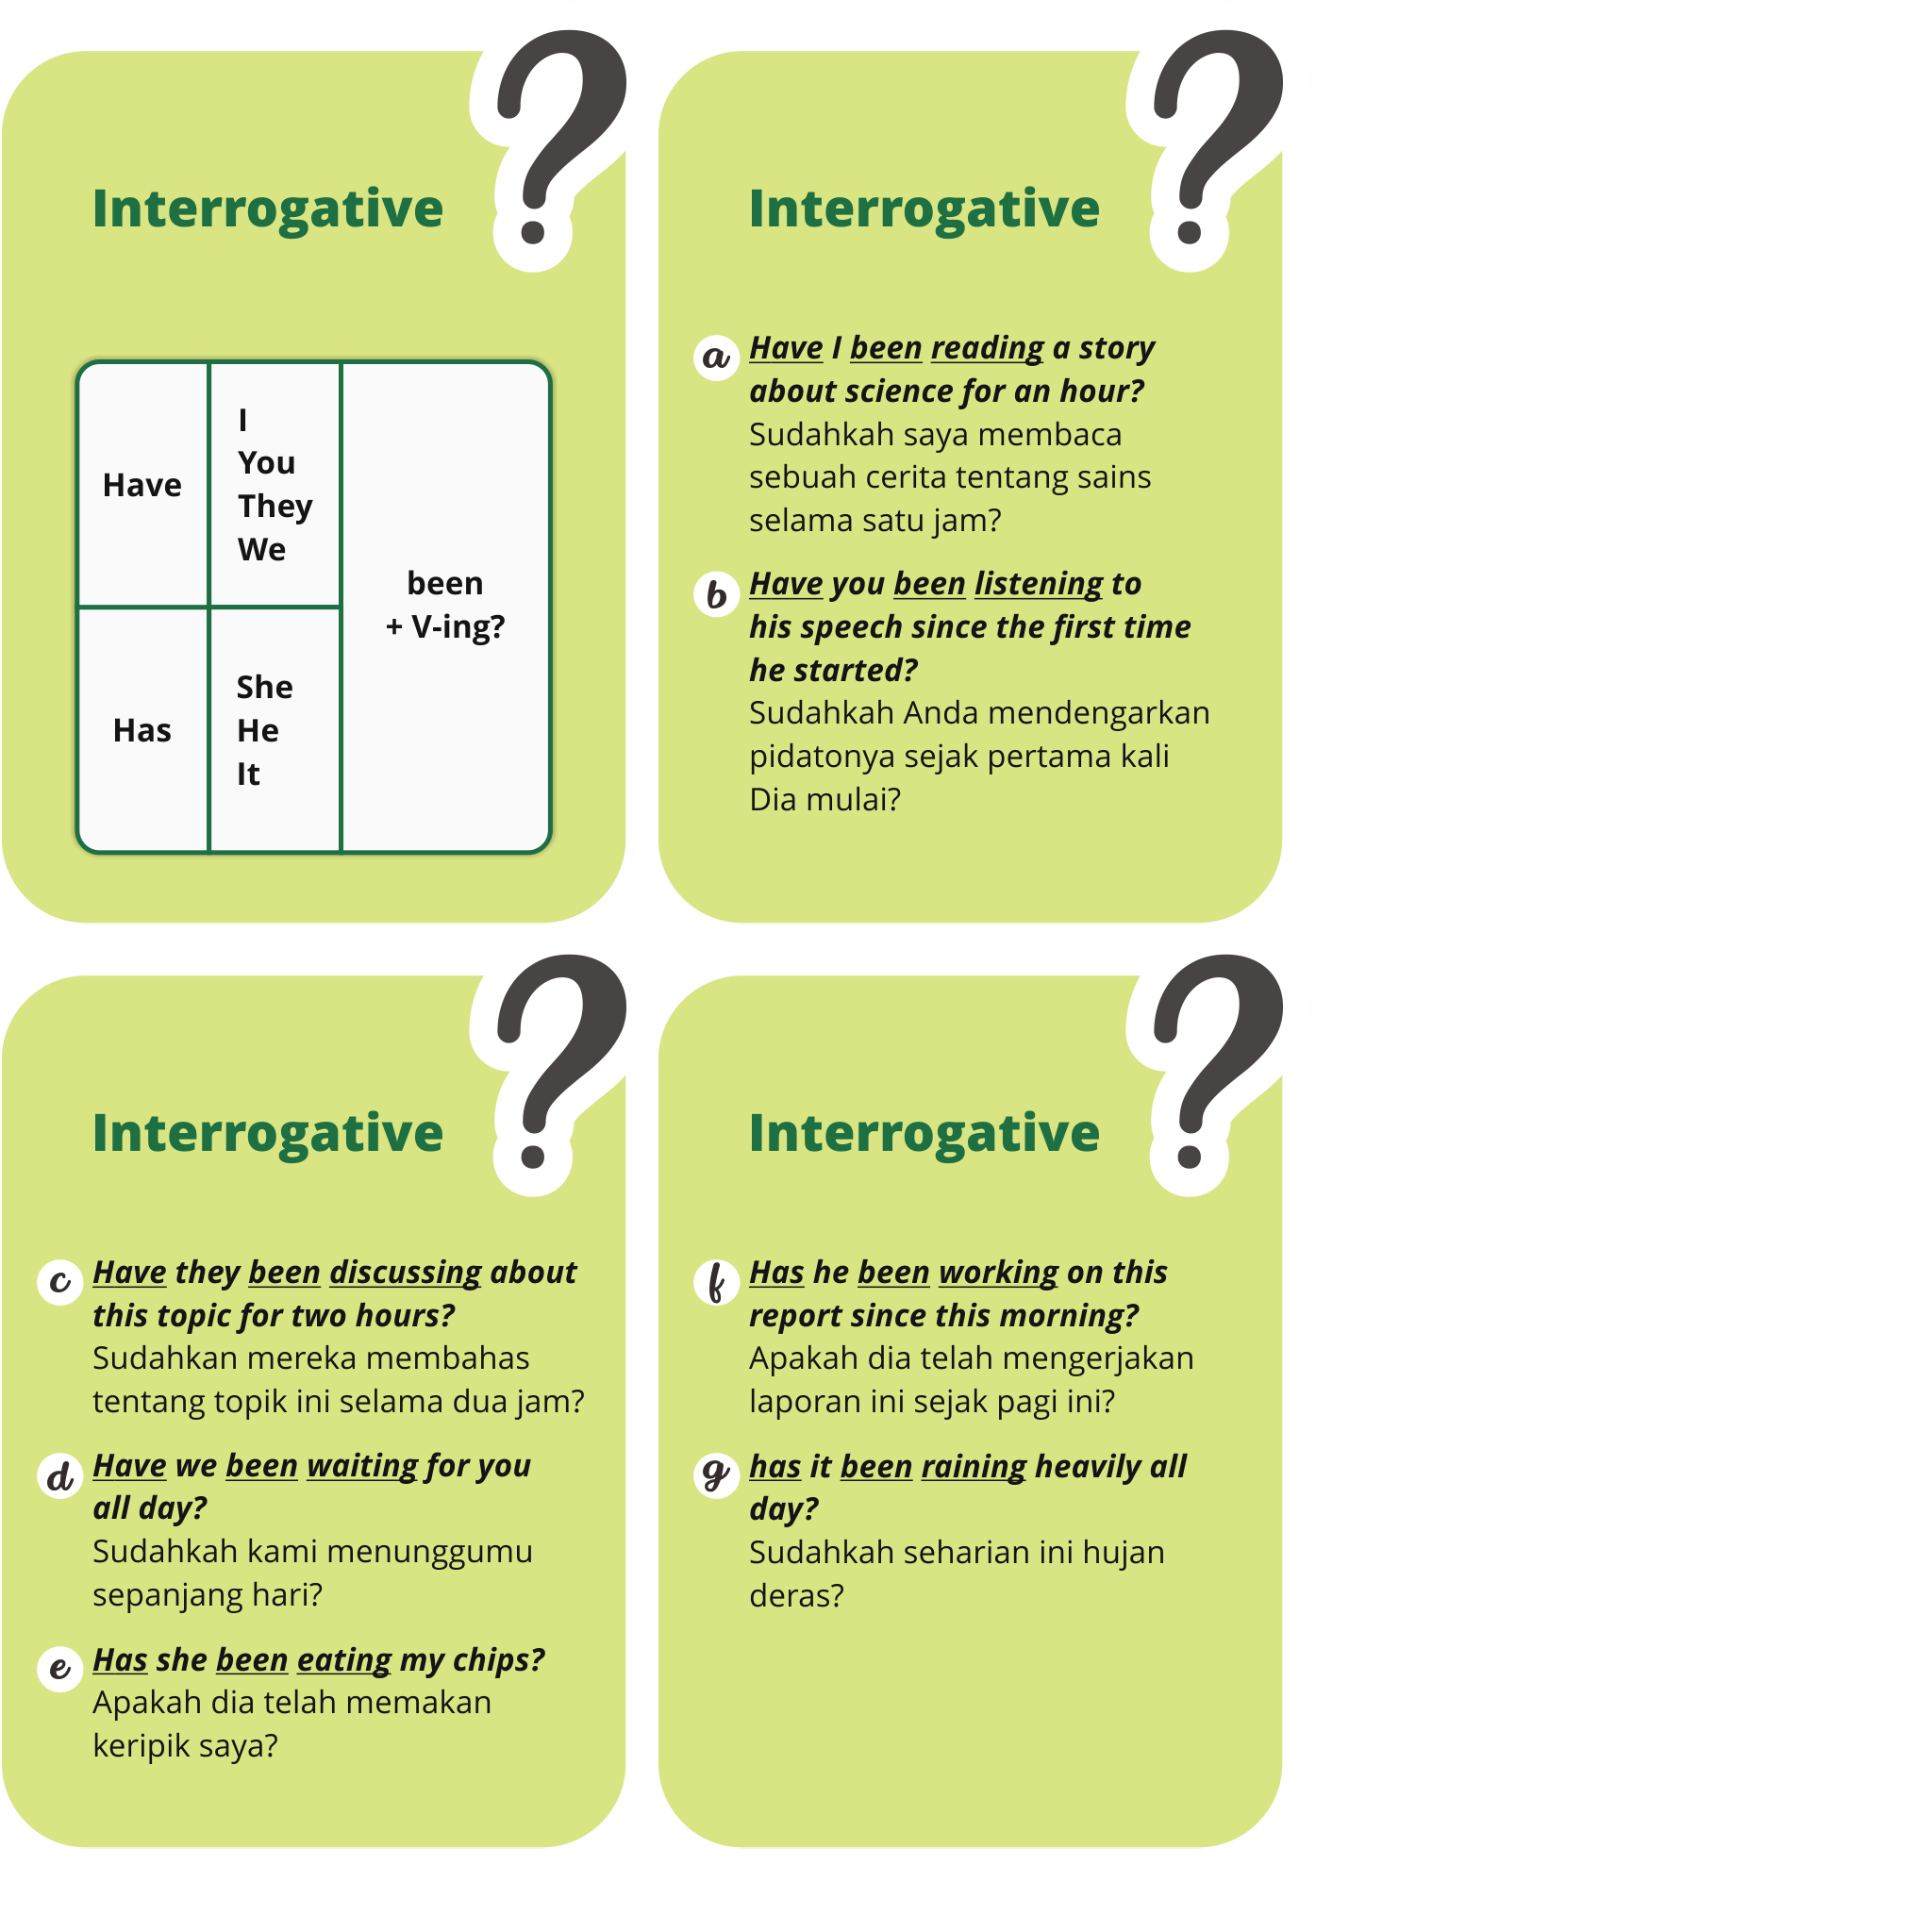 ?
Interrogative
Have
I
You
They
We
been
+ V-ing?
Has
She
He
It
?
Interrogative
a Have I been reading a story
about science for an hour?
Sudahkah saya membaca
sebuah cerita tentang sains
selama satu jam?
b Have you been listening to
his speech since the first time
he started?
Sudahkah Anda mendengarkan
pidatonya sejak pertama kali
Dia mulai?
?
Interrogative
c Have they been discussing about
this topic for two hours?
Sudahkan mereka membahas
tentang topik ini selama dua jam?
d Have we been waiting for you
all day?
Sudahkah kami menunggumu
sepanjang hari?
e Has she been eating my chips?
Apakah dia telah memakan
keripik saya?
?
Interrogative
f Has he been working on this
report since this morning?
Apakah dia telah mengerjakan
laporan ini sejak pagi ini?
g has it been raining heavily all
day?
Sudahkah seharian ini hujan
deras?